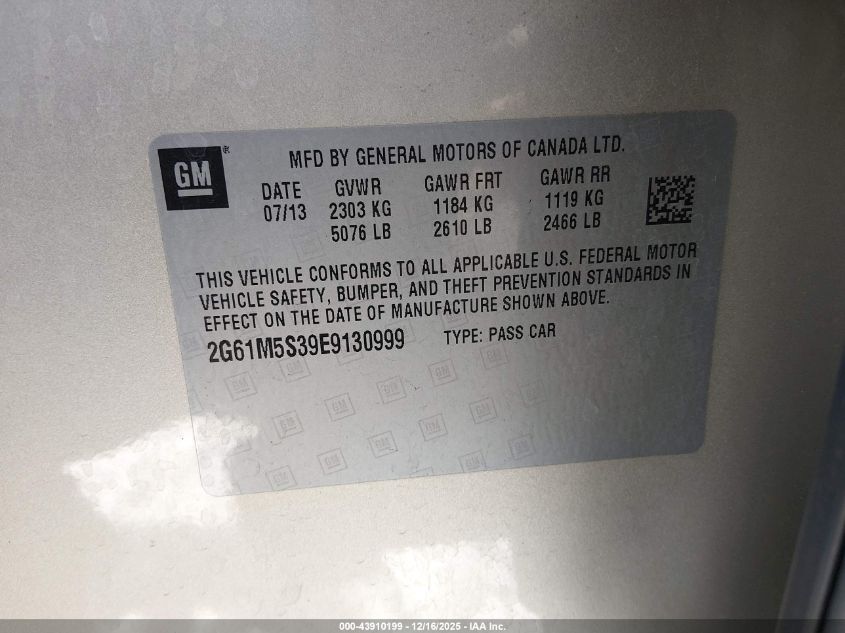 GM®
MFD BY GENERAL MOTORS OF CANADA LTD.
DATE GVWR GAWR FRT GAWR RR
07/13 2303 KG 1184 KG 1119 KG
5076 LB 2610 LB 2466 LB
THIS VEHICLE CONFORMS TO ALL APPLICABLE U.S. FEDERAL MOTOR
VEHICLE SAFETY, BUMPER, AND THEFT PREVENTION STANDARDS IN
EFFECT ON THE DATE OF MANUFACTURE SHOWN ABOVE.
2G61M5S39E9130999 TYPE: PASS CAR
000-43910199 - 12/16/2025 - IAA Inc.